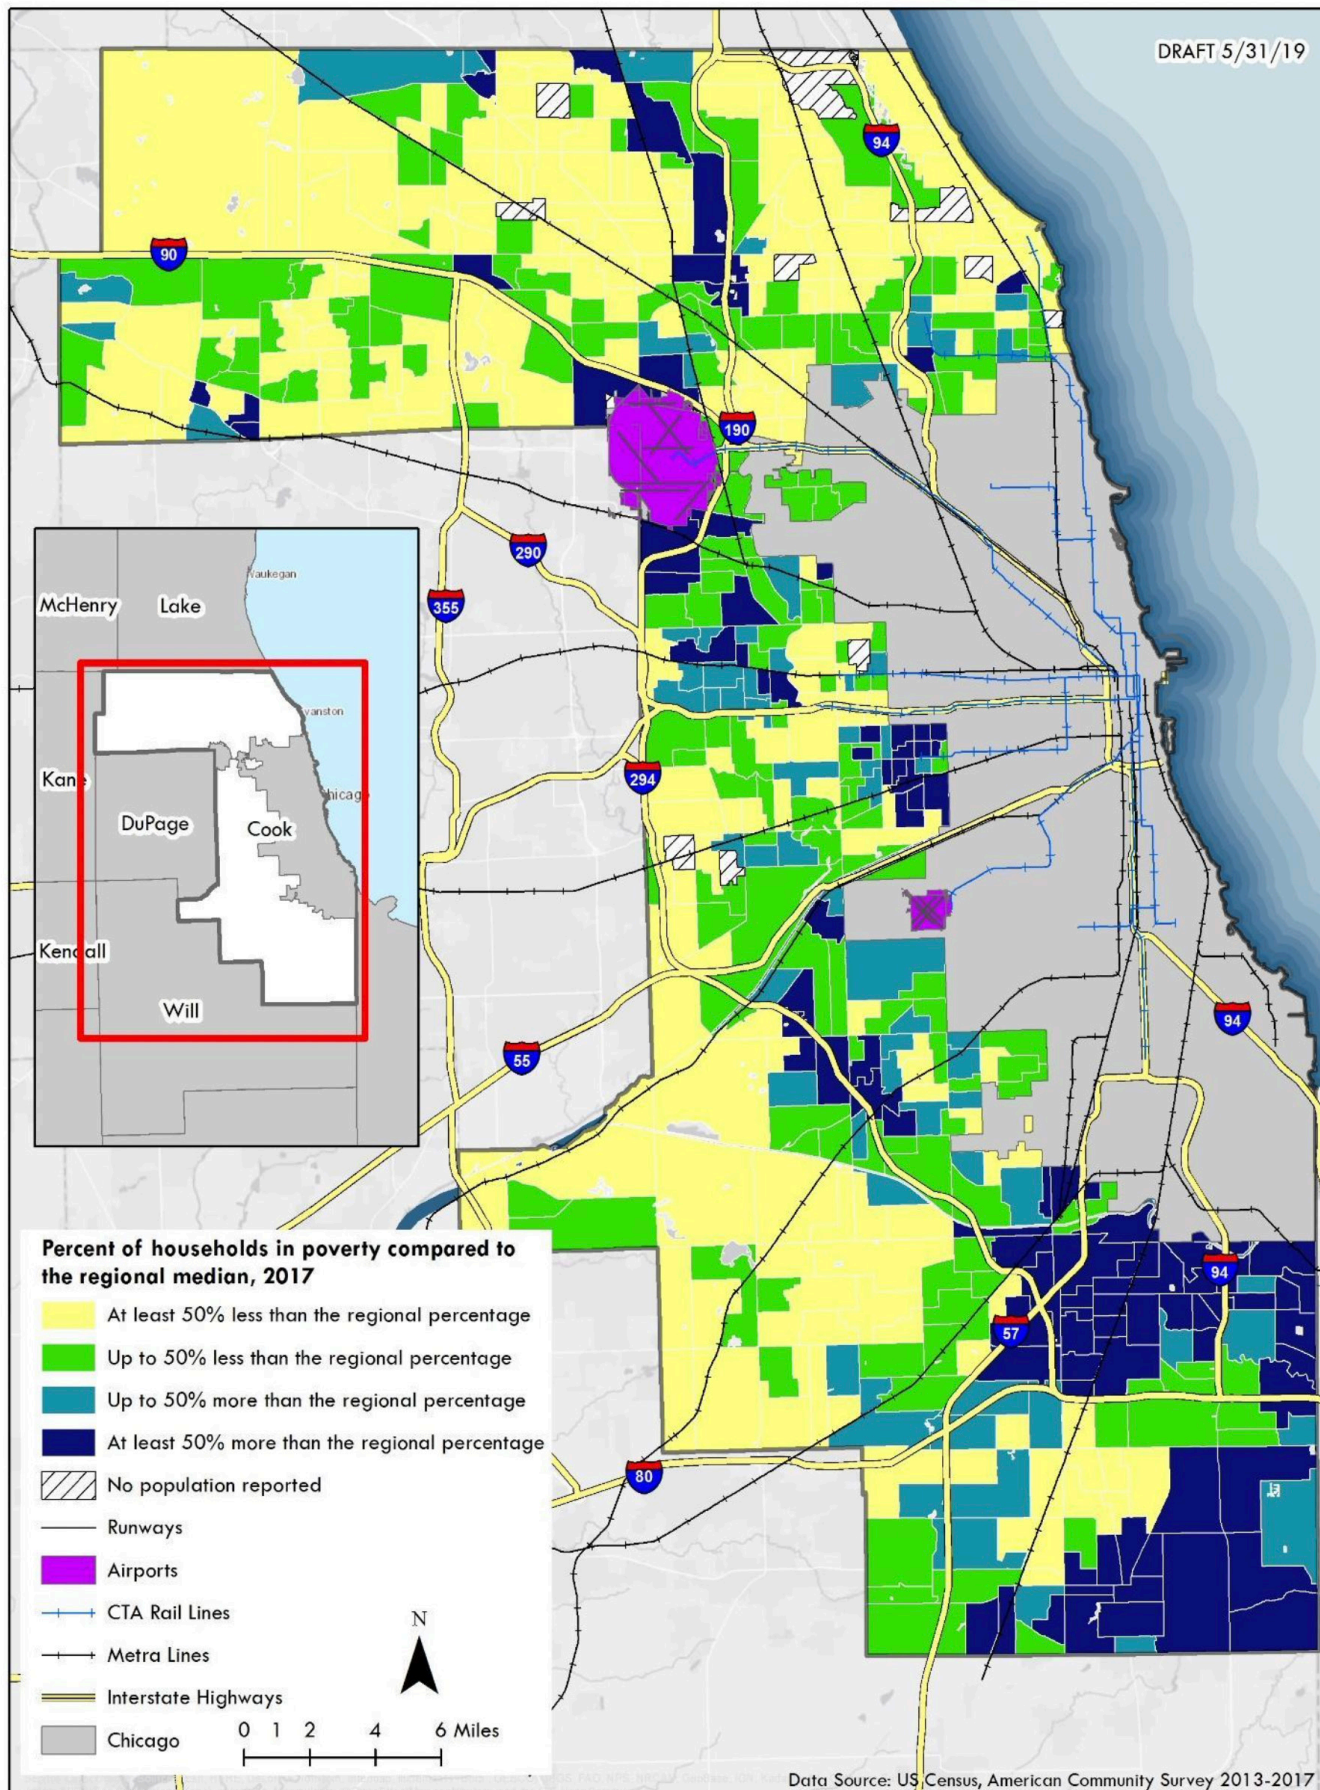 DRAFT 5/31/19
94
90
190
290
355
294
55
94
94
57
80
Waukegan
McHenry
Lake
vanston
Kane
hicag
DuPage
Cook
Kendall
Will
Percent of households in poverty compared to
the regional median, 2017
At least 50% less than the regional percentage
Up to 50% less than the regional percentage
Up to 50% more than the regional percentage
At least 50% more than the regional percentage
No population reported
Runways
Airports
CTA Rail Lines
Metra Lines
Interstate Highways
Chicago
N
0 1 2 4 6 Miles
Data Source: US Census, American Community Survey 2013-2017